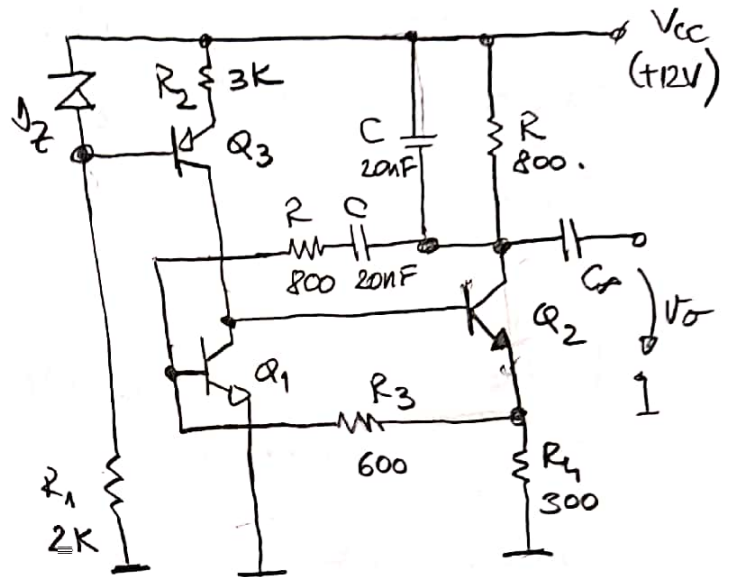 Vcc
(+12V)
R2
3K
DZ
Q3
C
20nF
R
800.
R
C
800
20nF
C∞
Vo
Q2
Q1
R3
600
R1
2K
R4
300